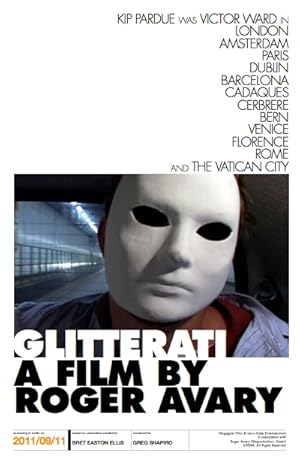 KIP PARDUE WAS VICTOR WARD IN
LONDON
AMSTERDAM
PARIS
DUBLIN
BARCELONA
CADAQUES
CERBRERE
BERN
VENICE
FLORENCE
ROME
AND THE VATICAN CITY
GLITTERATI
A FILM BY
ROGER AVARY
2011/09/11
BRET EASTON ELLIS
GREG SHAPIRO